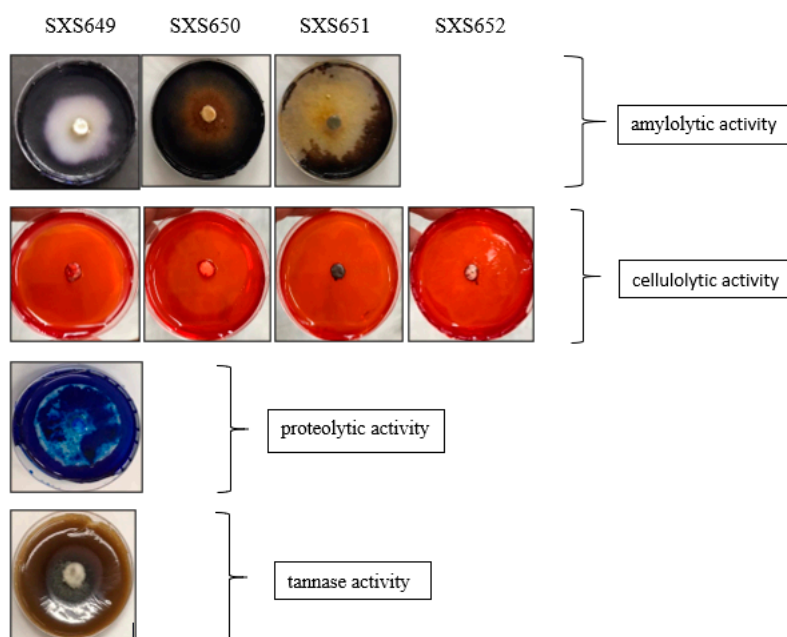 SXS649 SXS650 SXS651 SXS652
amylolytic activity
cellulolytic activity
proteolytic activity
tannase activity